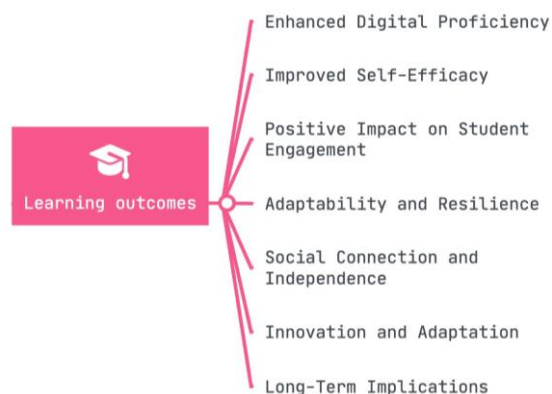 Learning outcomes
Enhanced Digital Proficiency
Improved Self-Efficacy
Positive Impact on Student
Engagement
Adaptability and Resilience
Social Connection and
Independence
Innovation and Adaptation
Long-Term Implications